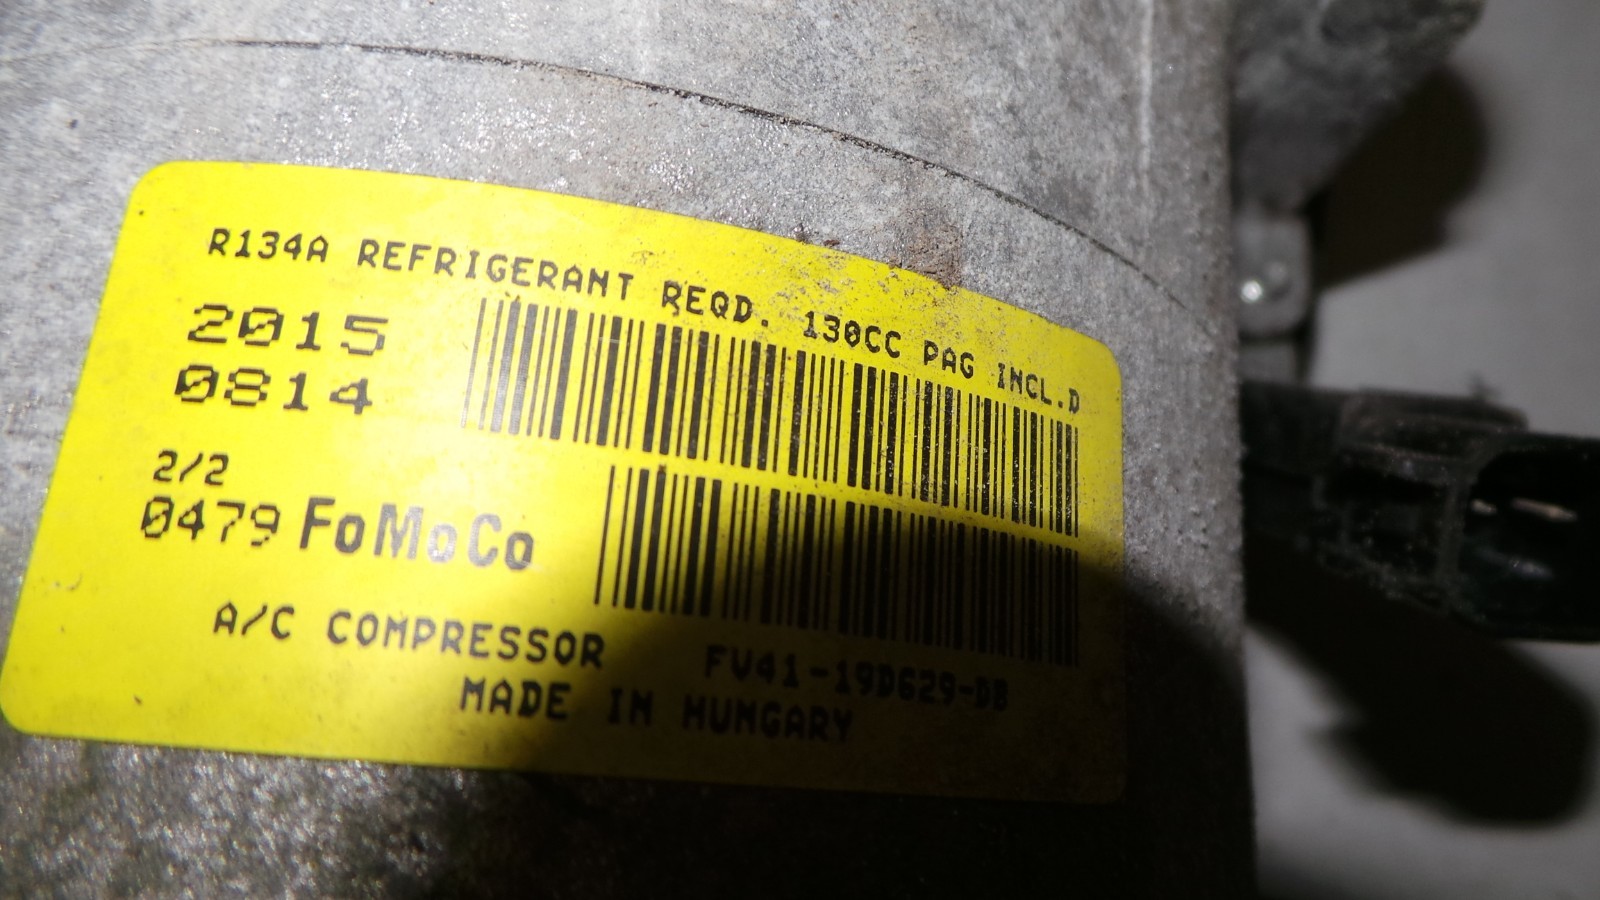 R134A REFRIGERANT REQD. 130CC PAG INCL.D
2015
0814
2/2
0479 FoMoCo
A/C COMPRESSOR FV41-19D629-DB
MADE IN HUNGARY